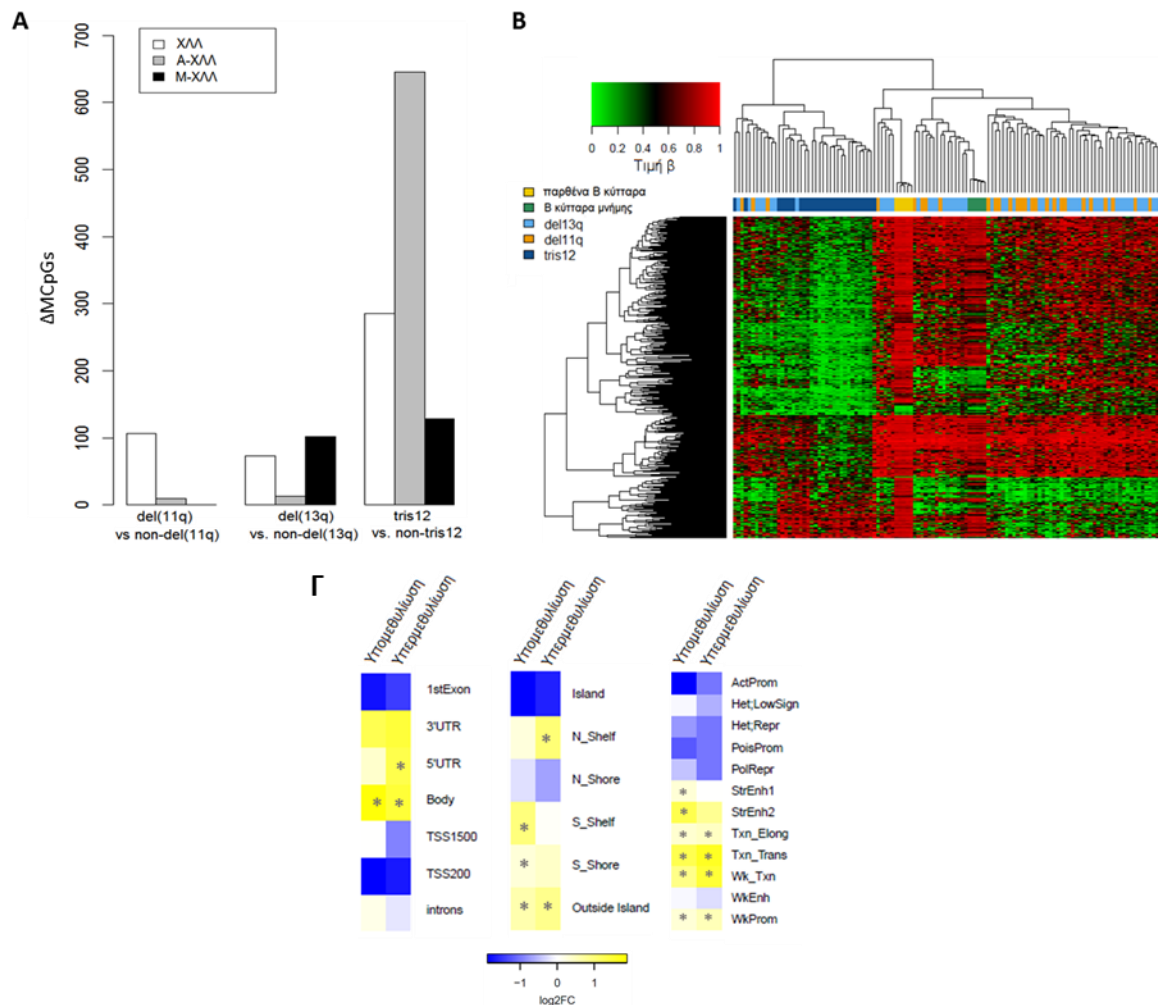 A
700
600
500
400
300
200
100
0
ΔMCpGs
ΧΛΛ
Α-ΧΛΛ
Μ-ΧΛΛ
del(11q)
vs non-del(11q)
del(13q)
vs. non-del(13q)
tris12
vs. non-tris12
B
0 0.2 0.4 0.6 0.8 1
Τιμή β
παρθένα Β κύτταρα
Β κύτταρα μνήμης
del13q
del11q
tris12
Γ
Υπομεθυλίωση
Υπερμεθυλίωση
1stExon
3'UTR
* 5'UTR
* * Body
TSS1500
TSS200
introns
Υπομεθυλίωση
Υπερμεθυλίωση
Island
* N_Shelf
N_Shore
* S_Shelf
* S_Shore
* * Outside Island
Υπομεθυλίωση
Υπερμεθυλίωση
ActProm
Het;LowSign
Het;Repr
PoisProm
PolRepr
* StrEnh1
* StrEnh2
* * Txn_Elong
* * Txn_Trans
* * Wk_Txn
WkEnh
* * WkProm
−1 0 1
log2FC